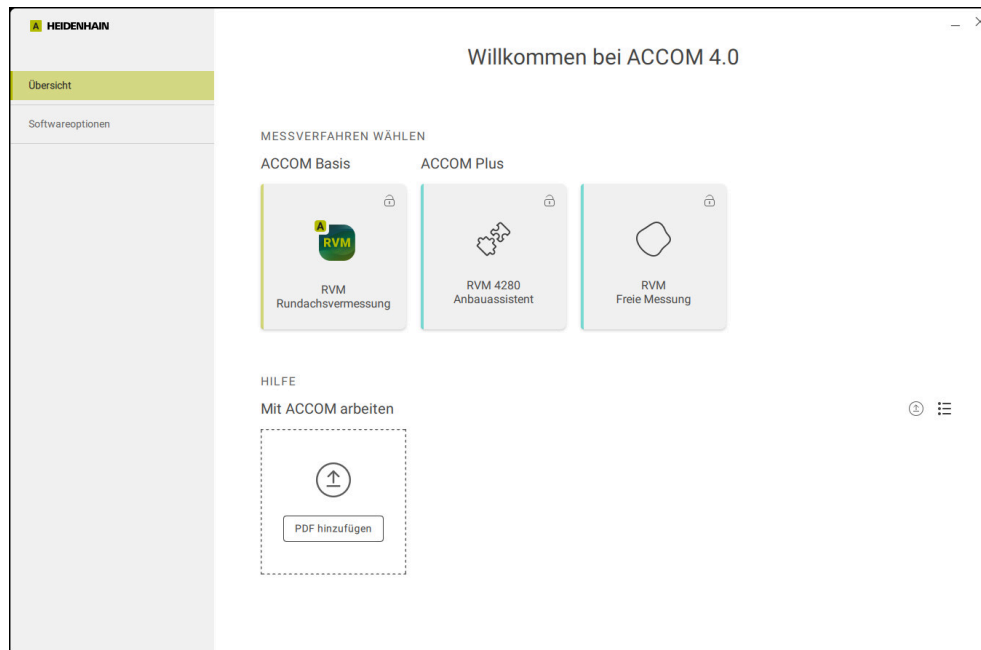 A HEIDENHAIN
Willkommen bei ACCOM 4.0
Übersicht
Softwareoptionen
MESSVERFAHREN WÄHLEN
ACCOM Basis
ACCOM Plus
A
RVM
RVM
Rundachsvermessung
RVM 4280
Anbauassistent
RVM
Freie Messung
HILFE
Mit ACCOM arbeiten
PDF hinzufügen